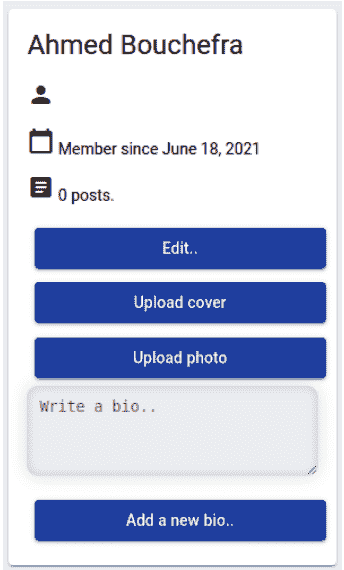 Ahmed Bouchefra
Member since June 18, 2021
0 posts.
Edit..
Upload cover
Upload photo
Write a bio..
Add a new bio..